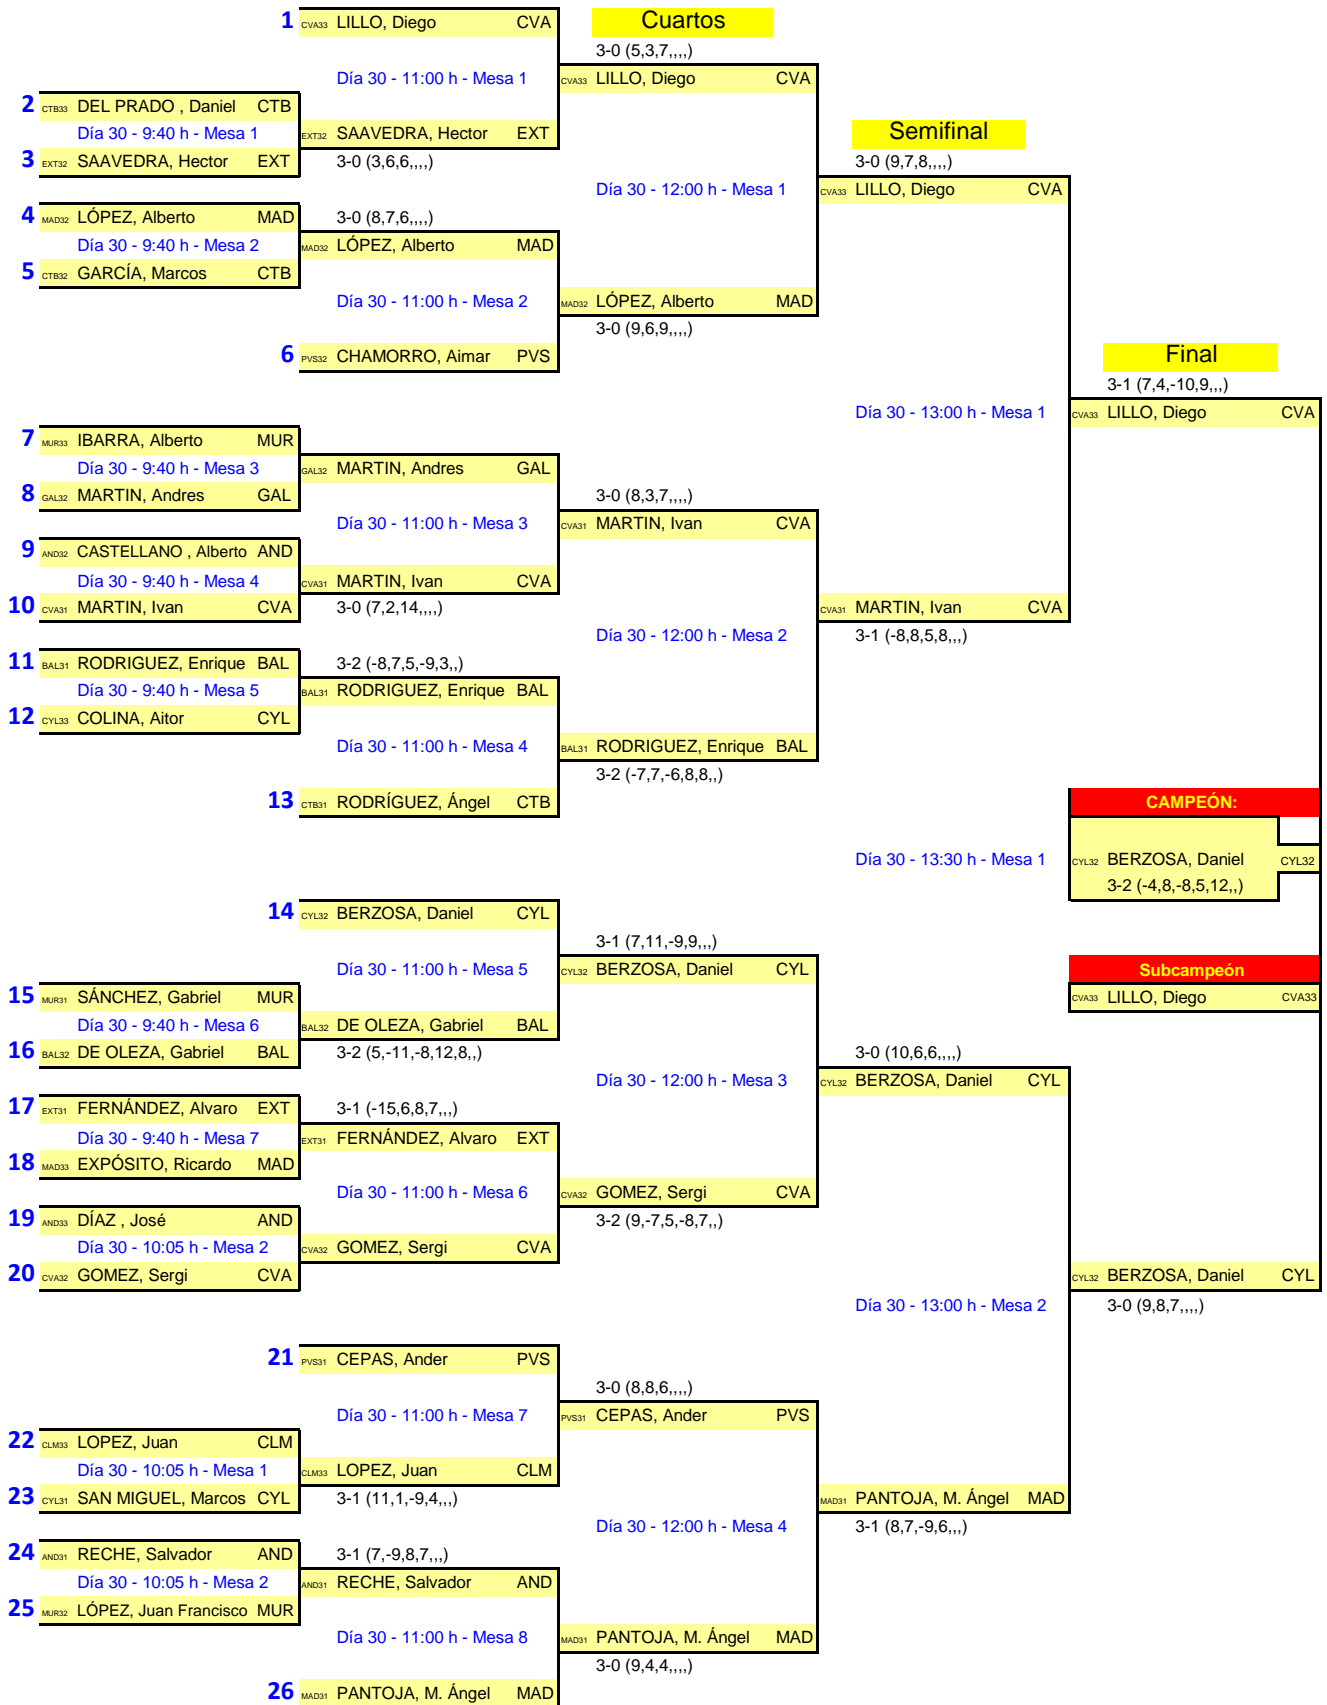 1 CVA33 LILLO, Diego CVA
Cuartos
3-0 (5,3,7,,,,)
Día 30 - 11:00 h - Mesa 1
CVA33 LILLO, Diego CVA
2 CTB33 DEL PRADO , Daniel CTB
Día 30 - 9:40 h - Mesa 1
EXT32 SAAVEDRA, Hector EXT
Semifinal
3 EXT32 SAAVEDRA, Hector EXT
3-0 (3,6,6,,,,)
3-0 (9,7,8,,,,)
Día 30 - 12:00 h - Mesa 1
CVA33 LILLO, Diego CVA
4 MAD32 LÓPEZ, Alberto MAD
3-0 (8,7,6,,,,)
Día 30 - 9:40 h - Mesa 2
MAD32 LÓPEZ, Alberto MAD
5 CTB32 GARCÍA, Marcos CTB
Día 30 - 11:00 h - Mesa 2
MAD32 LÓPEZ, Alberto MAD
3-0 (9,6,9,,,,)
6 PVS32 CHAMORRO, Aimar PVS
Final
3-1 (7,4,-10,9,,,)
Día 30 - 13:00 h - Mesa 1
CVA33 LILLO, Diego CVA
7 MUR33 IBARRA, Alberto MUR
Día 30 - 9:40 h - Mesa 3
GAL32 MARTIN, Andres GAL
8 GAL32 MARTIN, Andres GAL
3-0 (8,3,7,,,,)
Día 30 - 11:00 h - Mesa 3
CVA31 MARTIN, Ivan CVA
9 AND32 CASTELLANO , Alberto AND
Día 30 - 9:40 h - Mesa 4
CVA31 MARTIN, Ivan CVA
10 CVA31 MARTIN, Ivan CVA
3-0 (7,2,14,,,,)
CVA31 MARTIN, Ivan CVA
Día 30 - 12:00 h - Mesa 2
3-1 (-8,8,5,8,,,)
11 BAL31 RODRIGUEZ, Enrique BAL
3-2 (-8,7,5,-9,3,,)
Día 30 - 9:40 h - Mesa 5
BAL31 RODRIGUEZ, Enrique BAL
12 CYL33 COLINA, Aitor CYL
Día 30 - 11:00 h - Mesa 4
BAL31 RODRIGUEZ, Enrique BAL
3-2 (-7,7,-6,8,8,,)
13 CTB31 RODRÍGUEZ, Ángel CTB
CAMPEÓN:
Día 30 - 13:30 h - Mesa 1
CYL32 BERZOSA, Daniel CYL32
3-2 (-4,8,-8,5,12,,)
14 CYL32 BERZOSA, Daniel CYL
3-1 (7,11,-9,9,,,)
Día 30 - 11:00 h - Mesa 5
CYL32 BERZOSA, Daniel CYL
Subcampeón
15 MUR31 SÁNCHEZ, Gabriel MUR
CVA33 LILLO, Diego CVA33
Día 30 - 9:40 h - Mesa 6
BAL32 DE OLEZA, Gabriel BAL
16 BAL32 DE OLEZA, Gabriel BAL
3-2 (5,-11,-8,12,8,,)
3-0 (10,6,6,,,,)
Día 30 - 12:00 h - Mesa 3
CYL32 BERZOSA, Daniel CYL
17 EXT31 FERNÁNDEZ, Alvaro EXT
3-1 (-15,6,8,7,,,)
Día 30 - 9:40 h - Mesa 7
EXT31 FERNÁNDEZ, Alvaro EXT
18 MAD33 EXPÓSITO, Ricardo MAD
Día 30 - 11:00 h - Mesa 6
CVA32 GOMEZ, Sergi CVA
19 AND33 DÍAZ , José AND
3-2 (9,-7,5,-8,7,,)
Día 30 - 10:05 h - Mesa 2
CVA32 GOMEZ, Sergi CVA
20 CVA32 GOMEZ, Sergi CVA
CYL32 BERZOSA, Daniel CYL
Día 30 - 13:00 h - Mesa 2
3-0 (9,8,7,,,,)
21 PVS31 CEPAS, Ander PVS
3-0 (8,8,6,,,,)
Día 30 - 11:00 h - Mesa 7
PVS31 CEPAS, Ander PVS
22 CLM33 LOPEZ, Juan CLM
Día 30 - 10:05 h - Mesa 1
CLM33 LOPEZ, Juan CLM
23 CYL31 SAN MIGUEL, Marcos CYL
3-1 (11,1,-9,4,,,)
MAD31 PANTOJA, M. Ángel MAD
Día 30 - 12:00 h - Mesa 4
3-1 (8,7,-9,6,,,)
24 AND31 RECHE, Salvador AND
3-1 (7,-9,8,7,,,)
Día 30 - 10:05 h - Mesa 2
AND31 RECHE, Salvador AND
25 MUR32 LÓPEZ, Juan Francisco MUR
Día 30 - 11:00 h - Mesa 8
MAD31 PANTOJA, M. Ángel MAD
3-0 (9,4,4,,,,)
26 MAD31 PANTOJA, M. Ángel MAD